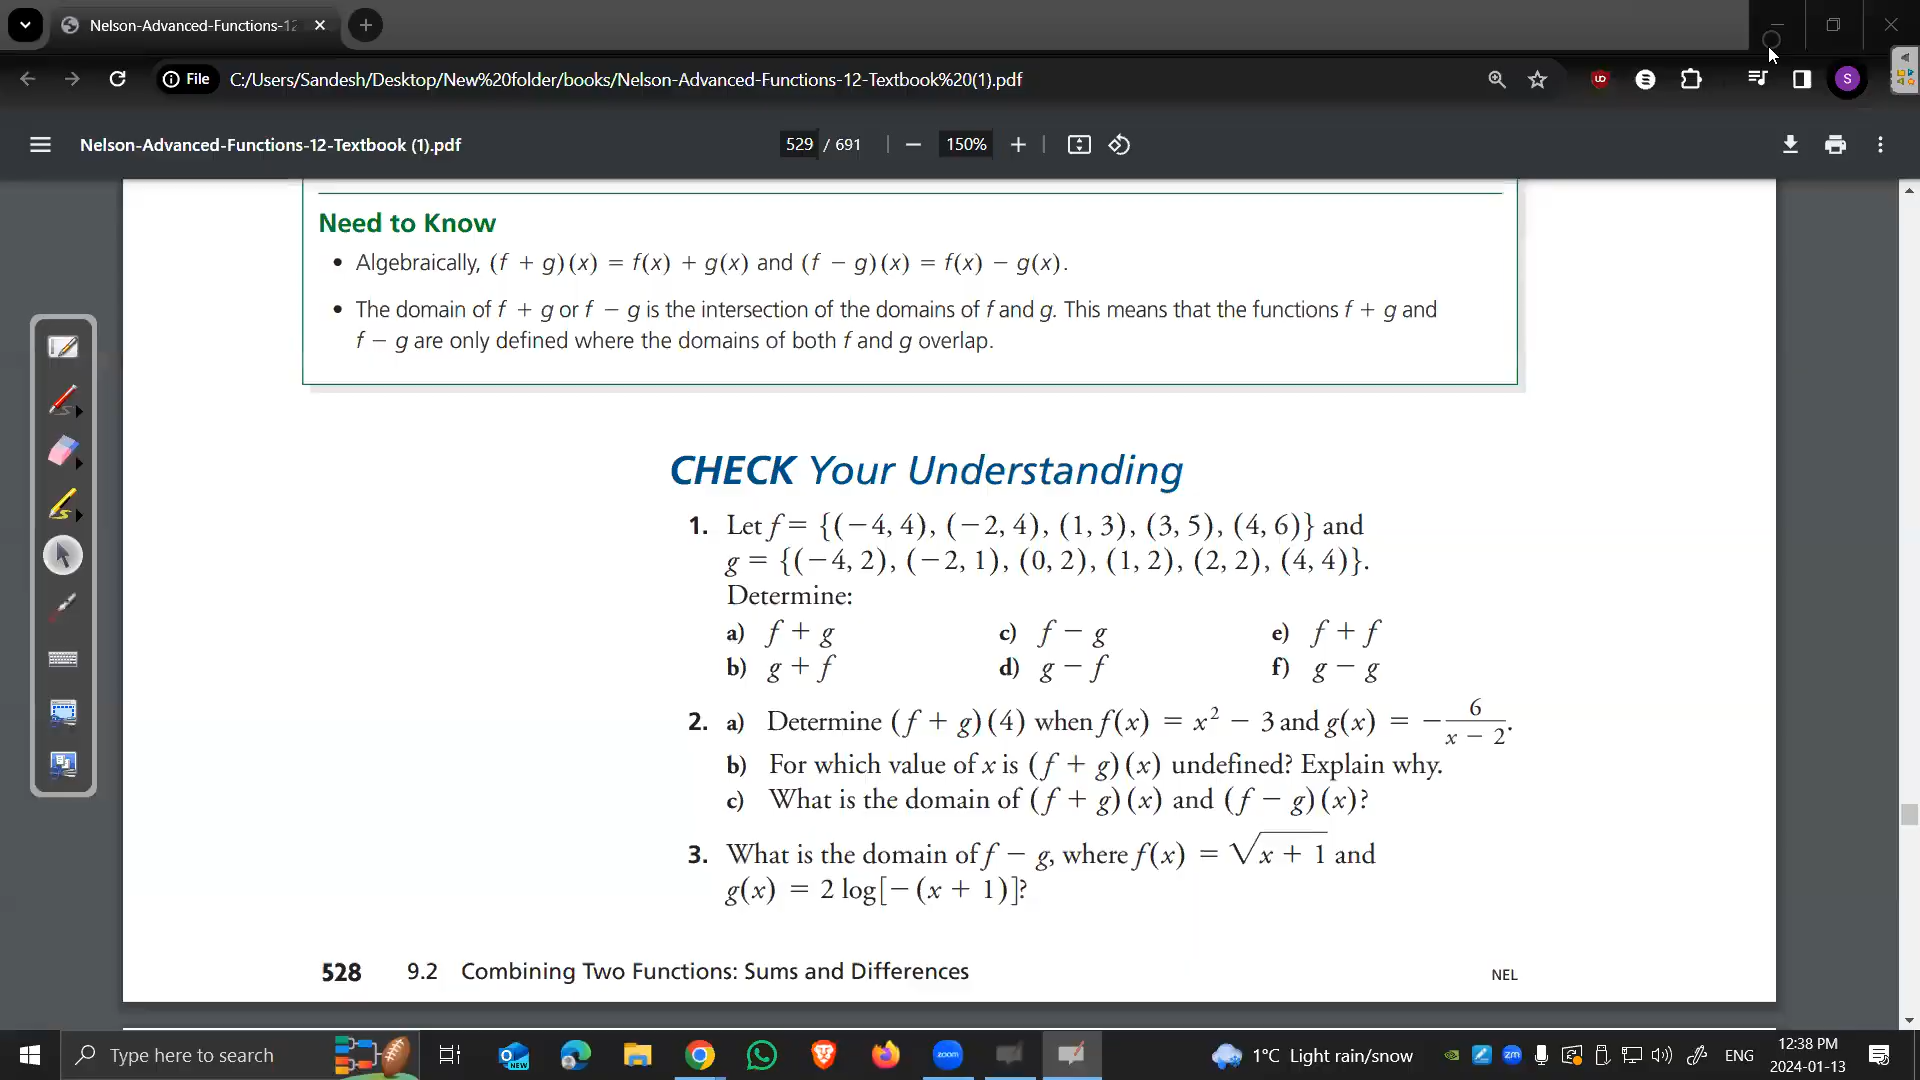 Nelson-Advanced-Functions-12
File
C:/Users/Sandesh/Desktop/New%20folder/books/Nelson-Advanced-Functions-12-Textbook%20(1).pdf
S
Nelson-Advanced-Functions-12-Textbook (1).pdf
529 / 691
150%
Need to Know
• Algebraically, (f + g)(x) = f(x) + g(x) and (f − g)(x) = f(x) − g(x).
• The domain of f + g or f − g is the intersection of the domains of f and g. This means that the functions f + g and
f − g are only defined where the domains of both f and g overlap.
CHECK Your Understanding
1. Let f = {(−4, 4), (−2, 4), (1, 3), (3, 5), (4, 6)} and
g = {(−4, 2), (−2, 1), (0, 2), (1, 2), (2, 2), (4, 4)}.
Determine:
a) f + g c) f − g e) f + f
b) g + f d) g − f f) g − g
2. a) Determine (f + g)(4) when f(x) = x² − 3 and g(x) = −6/(x − 2).
b) For which value of x is (f + g)(x) undefined? Explain why.
c) What is the domain of (f + g)(x) and (f − g)(x)?
3. What is the domain of f − g, where f(x) = √(x + 1) and
g(x) = 2 log[−(x + 1)]?
528 9.2 Combining Two Functions: Sums and Differences
NEL
Type here to search
NEW
zoom
1°C Light rain/snow
zm
ENG
12:38 PM
2024-01-13